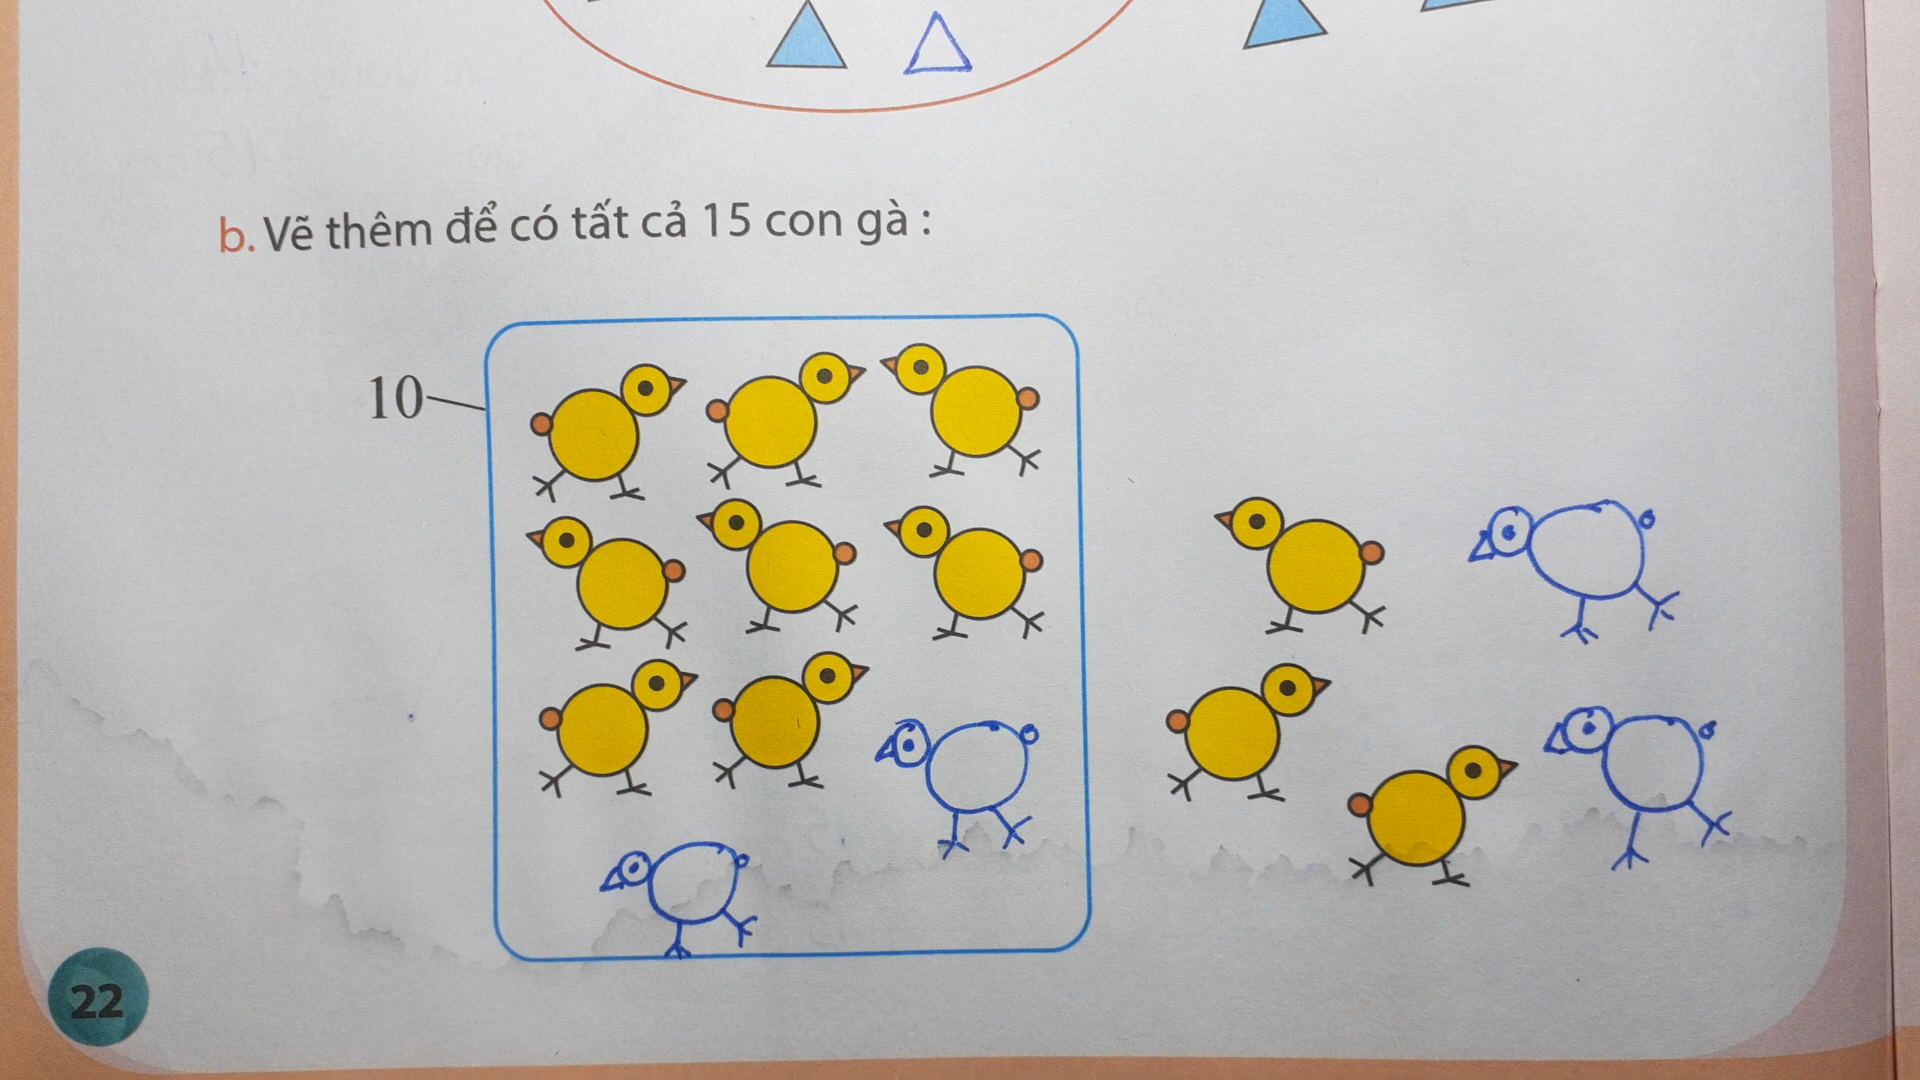 b. Vẽ thêm để có tất cả 15 con gà :
10
22